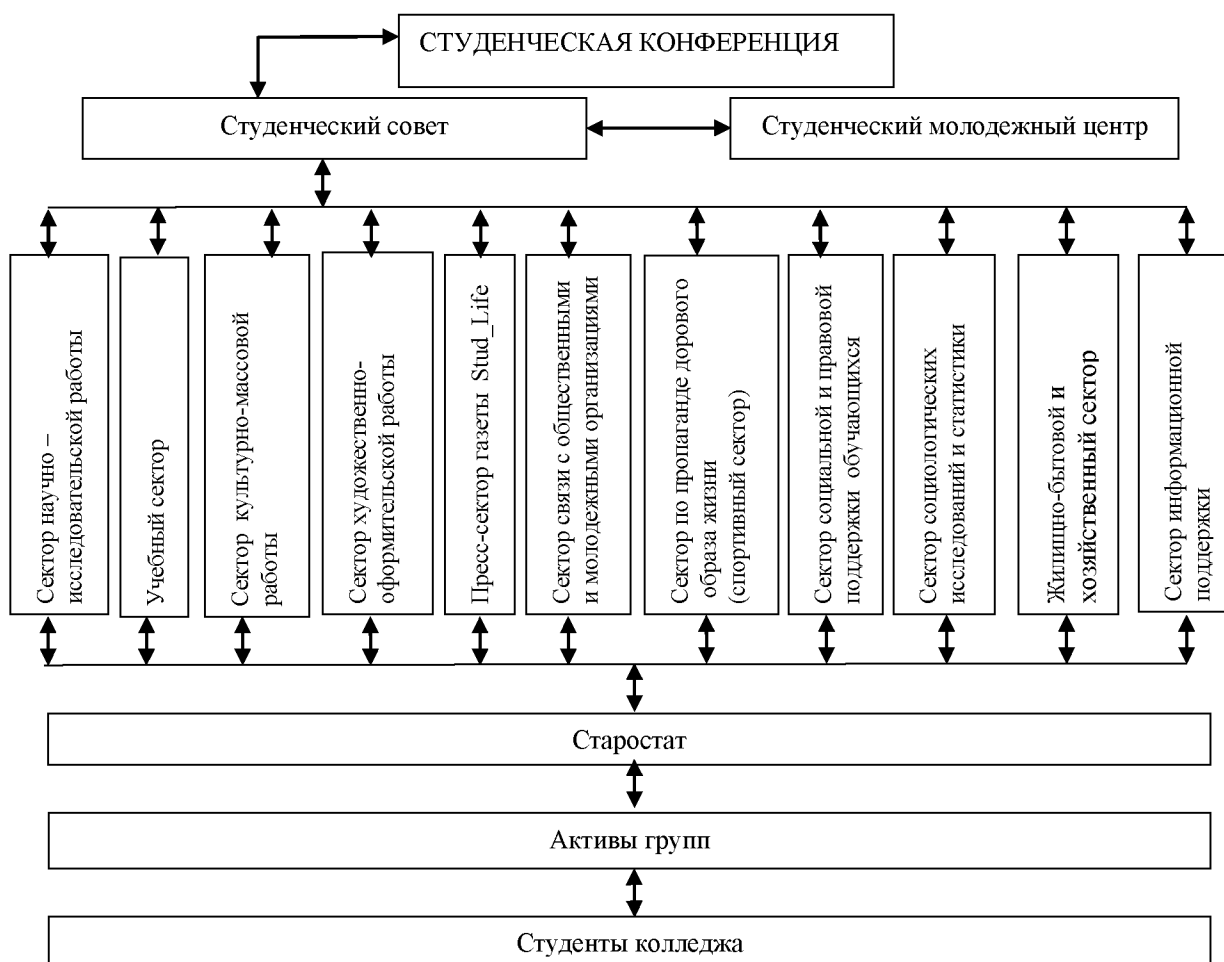 СТУДЕНЧЕСКАЯ КОНФЕРЕНЦИЯ
Студенческий совет
Студенческий молодежный центр
Сектор научно –
исследовательской работы
Учебный сектор
Сектор культурно-массовой
работы
Сектор художественно-
оформительской работы
Пресс-сектор газеты Stud_Life
Сектор связи с общественными
и молодежными организациями
Сектор по пропаганде дорового
образа жизни
(спортивный сектор)
Сектор социальной и правовой
поддержки обучающихся
Сектор социологических
исследований и статистики
Жилищно-бытовой и
хозяйственный сектор
Сектор информационной
поддержки
Старостат
Активы групп
Студенты колледжа